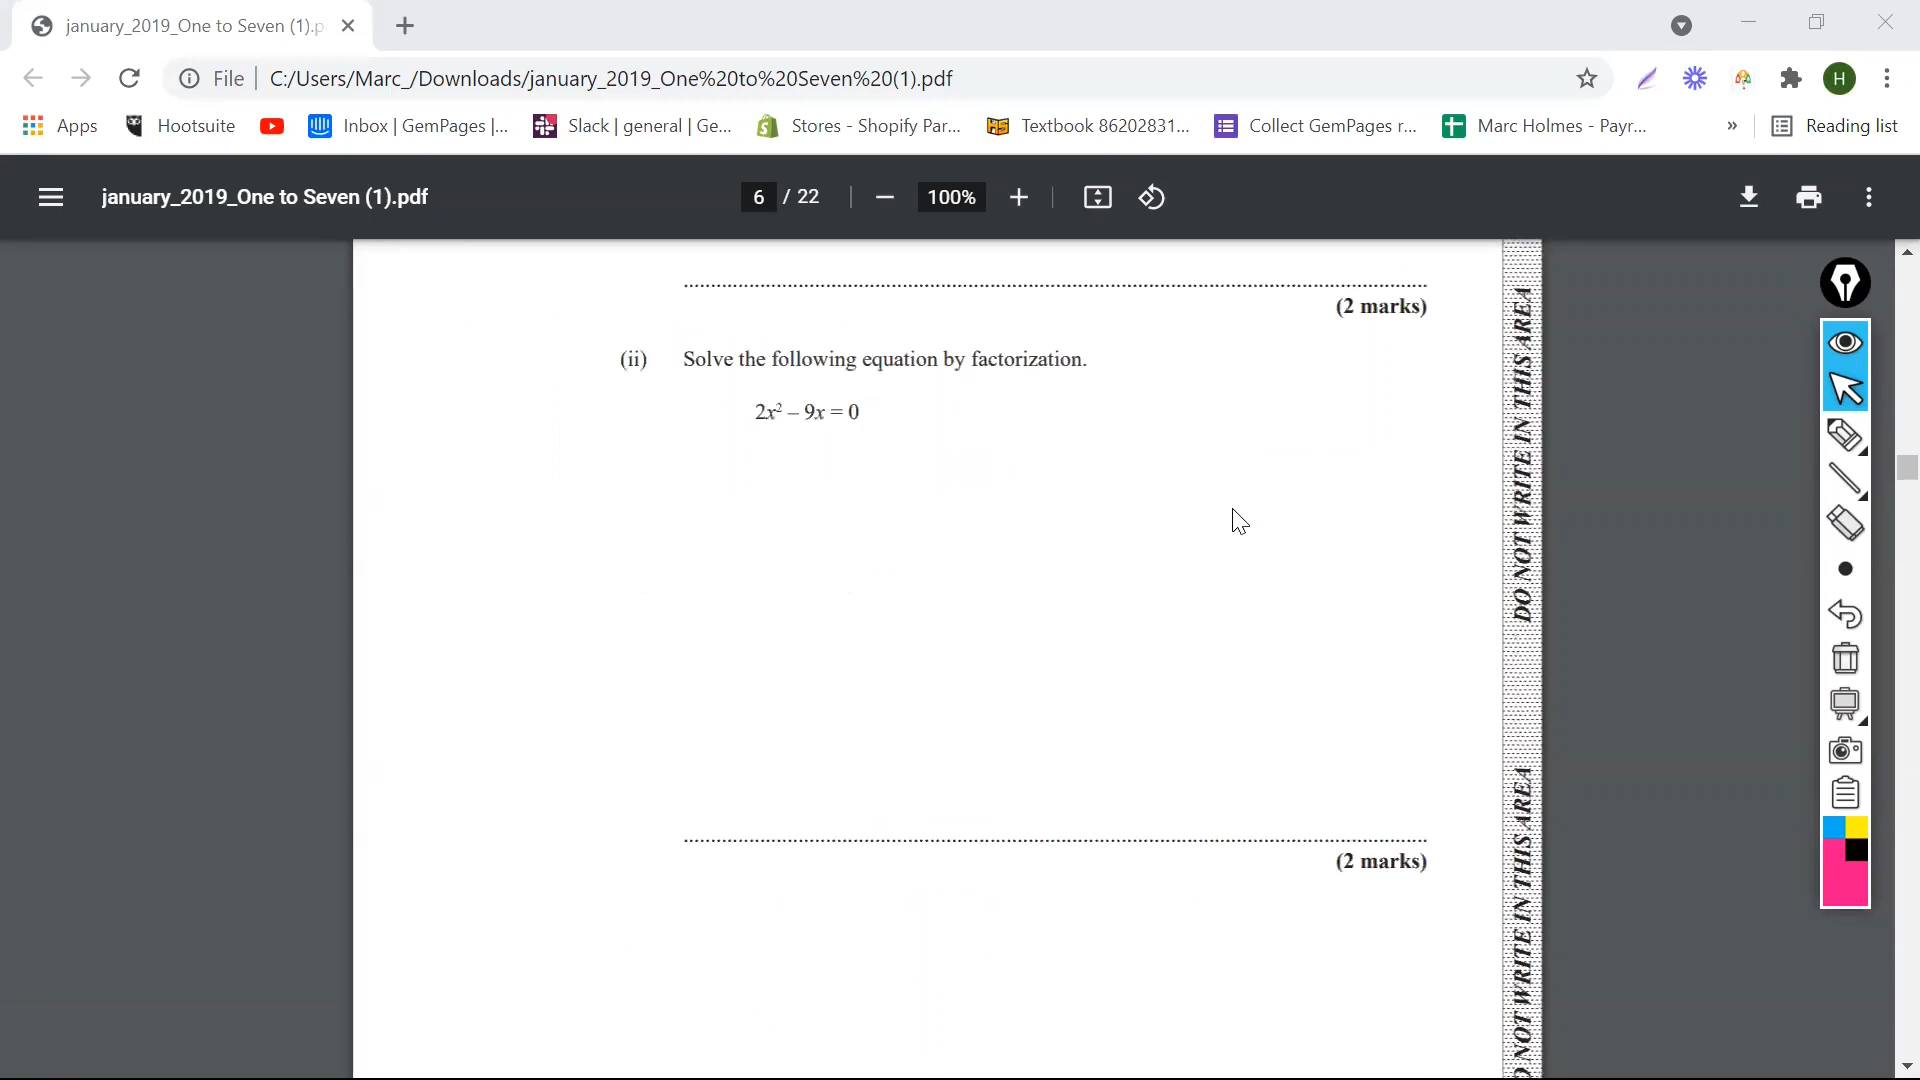 january_2019_One to Seven (1).p
File C:/Users/Marc_/Downloads/january_2019_One%20to%20Seven%20(1).pdf
H
Apps Hootsuite Inbox | GemPages |... Slack | general | Ge... Stores - Shopify Par... Textbook 86202831... Collect GemPages r... Marc Holmes - Payr... » Reading list
january_2019_One to Seven (1).pdf 6 / 22 100%
(2 marks)
(ii) Solve the following equation by factorization.
2x² – 9x = 0
(2 marks)
DO NOT WRITE IN THIS AREA
NOT WRITE IN THIS AREA